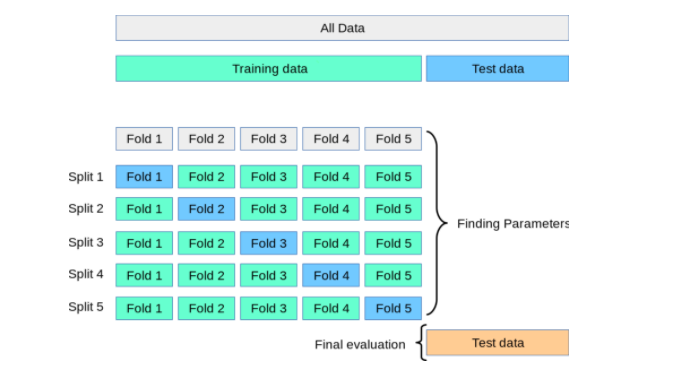 All Data
Training data Test data
Fold 1 Fold 2 Fold 3 Fold 4 Fold 5
Split 1 Fold 1 Fold 2 Fold 3 Fold 4 Fold 5
Split 2 Fold 1 Fold 2 Fold 3 Fold 4 Fold 5
Finding Parameters
Split 3 Fold 1 Fold 2 Fold 3 Fold 4 Fold 5
Split 4 Fold 1 Fold 2 Fold 3 Fold 4 Fold 5
Split 5 Fold 1 Fold 2 Fold 3 Fold 4 Fold 5
Final evaluation Test data